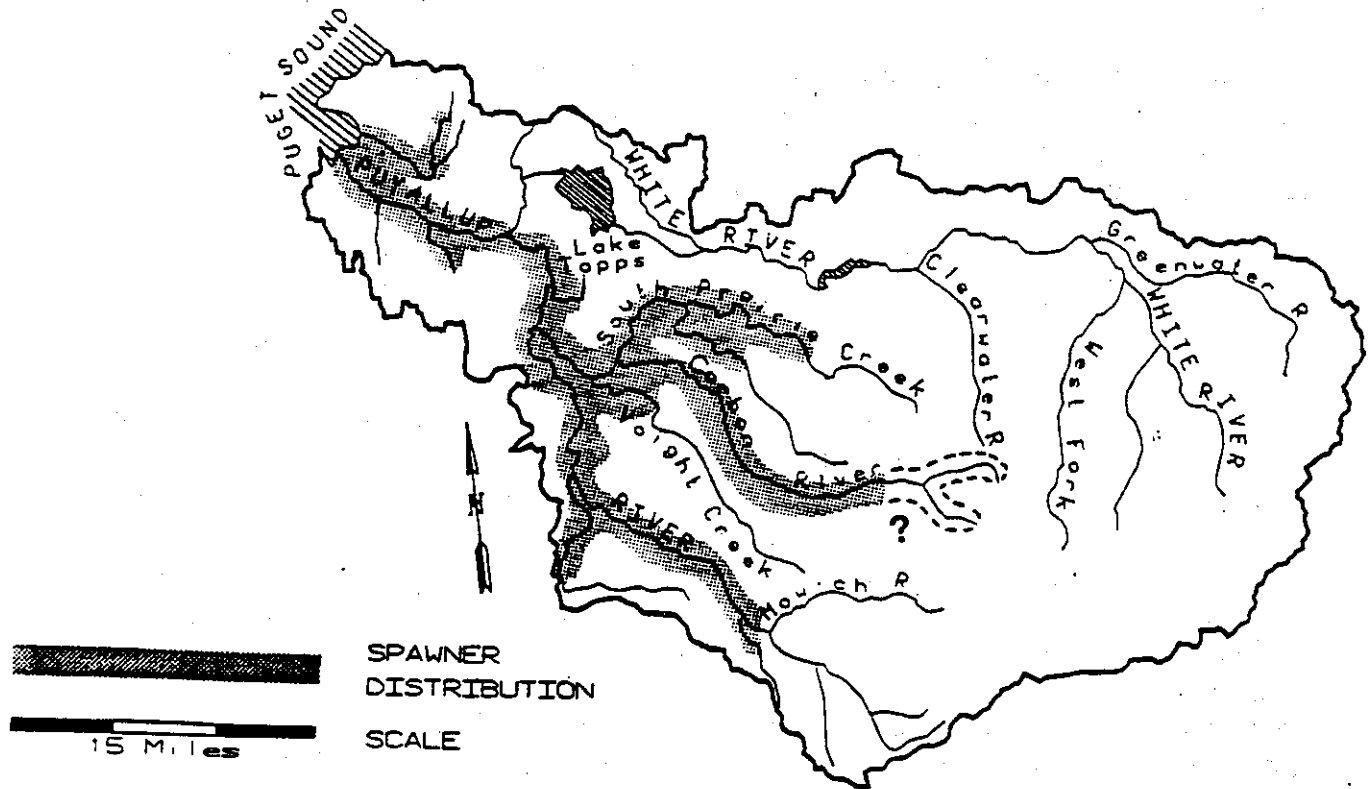 PUGET SOUND
PUYALLUP
WHITE RIVER
Lake
Tapps
South Prairie Creek
Clearwater R
Greenwater R
WHITE RIVER
West Fork
Carbon River
Voight Creek
RIVER
Mowich R.
?
N
SPAWNER
DISTRIBUTION
15 Miles
SCALE